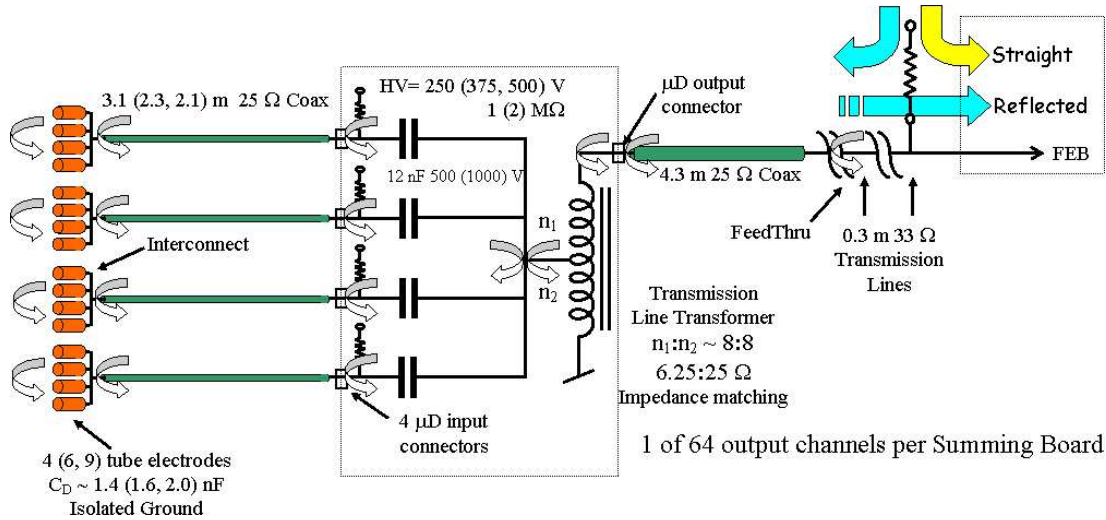 3.1 (2.3, 2.1) m 25 Ω Coax
HV= 250 (375, 500) V
1 (2) MΩ
μD output
connector
Straight
Reflected
12 nF 500 (1000) V
4.3 m 25 Ω Coax
FEB
Interconnect
n₁
n₂
FeedThru
0.3 m 33 Ω
Transmission
Lines
Transmission
Line Transformer
n₁:n₂ ~ 8:8
6.25:25 Ω
Impedance matching
4 μD input
connectors
4 (6, 9) tube electrodes
C_D ~ 1.4 (1.6, 2.0) nF
Isolated Ground
1 of 64 output channels per Summing Board